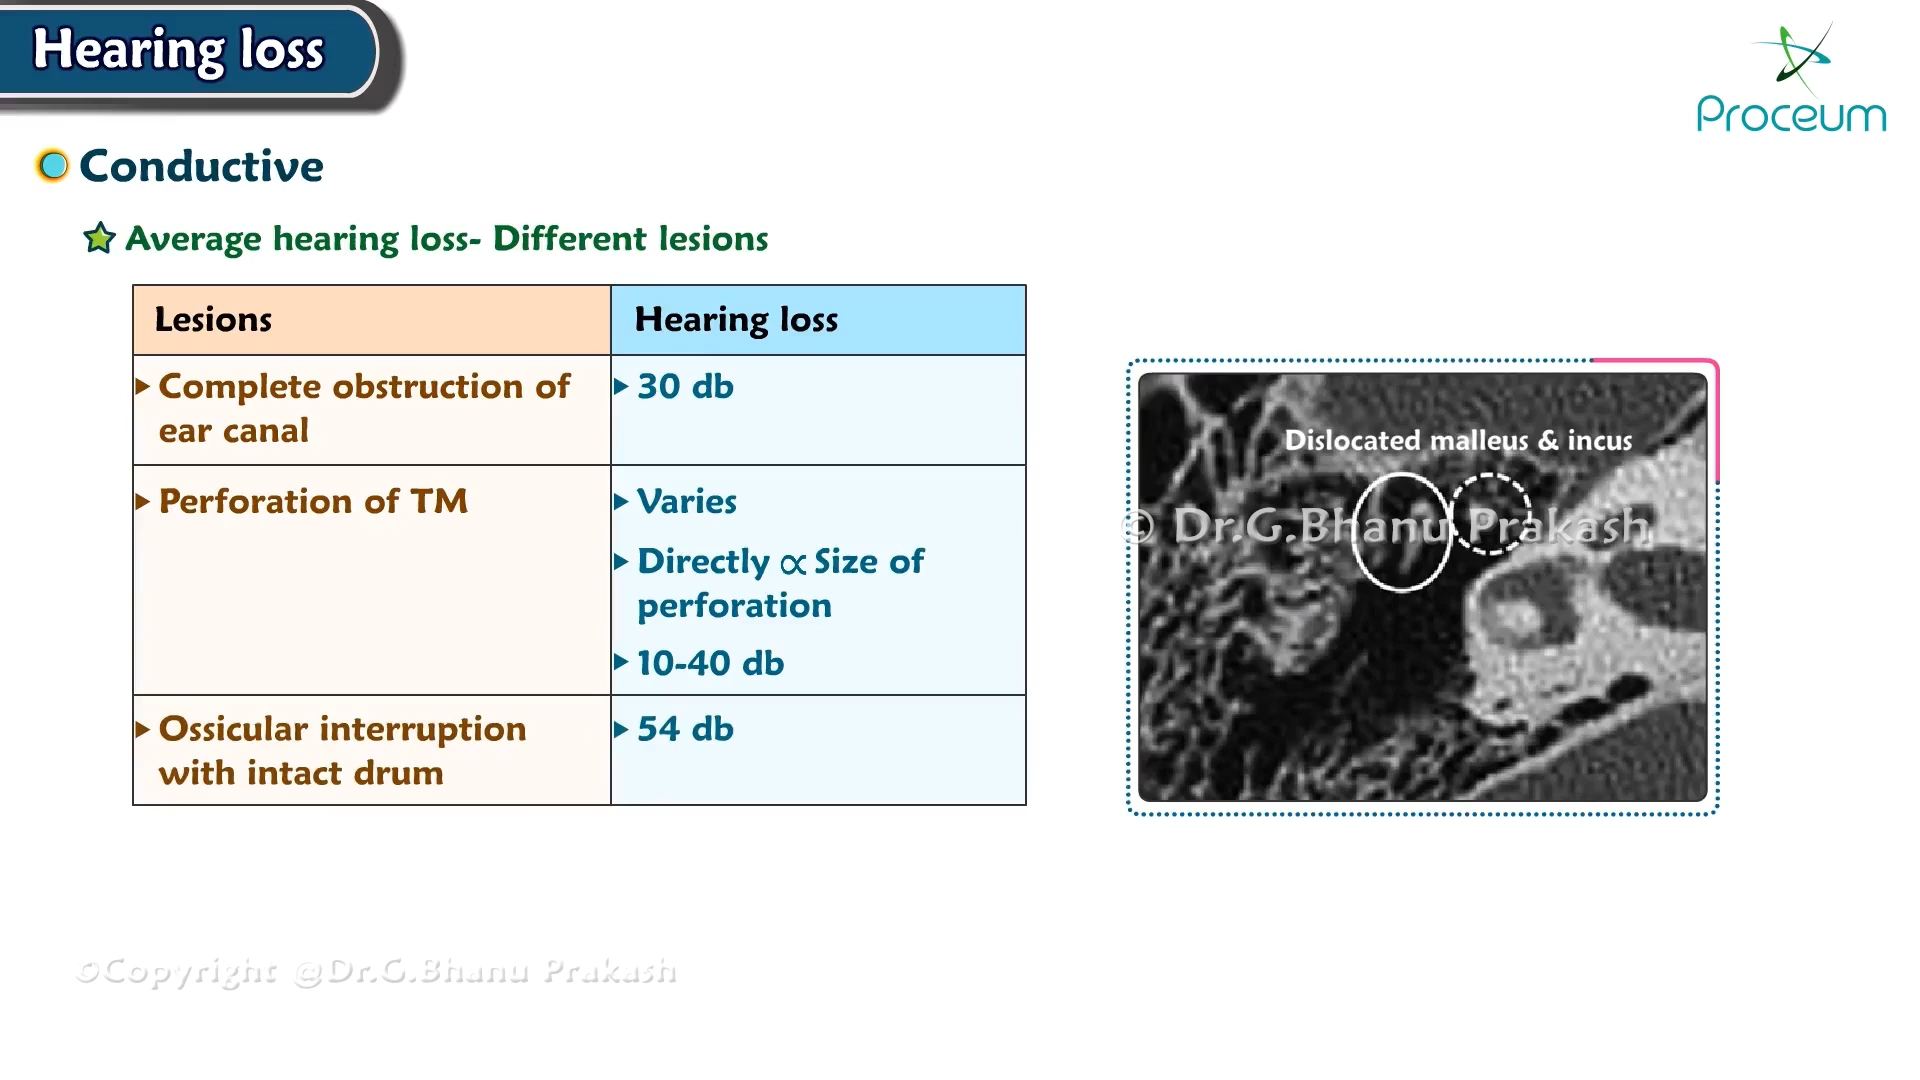 Hearing loss
Proceum
Conductive
Average hearing loss- Different lesions
Lesions
Hearing loss
Complete obstruction of
ear canal
30 db
Perforation of TM
Varies
Directly ∝ Size of
perforation
10-40 db
Ossicular interruption
with intact drum
54 db
Dislocated malleus & incus
© Dr.G.Bhanu Prakash
©Copyright @Dr.G.Bhanu Prakash